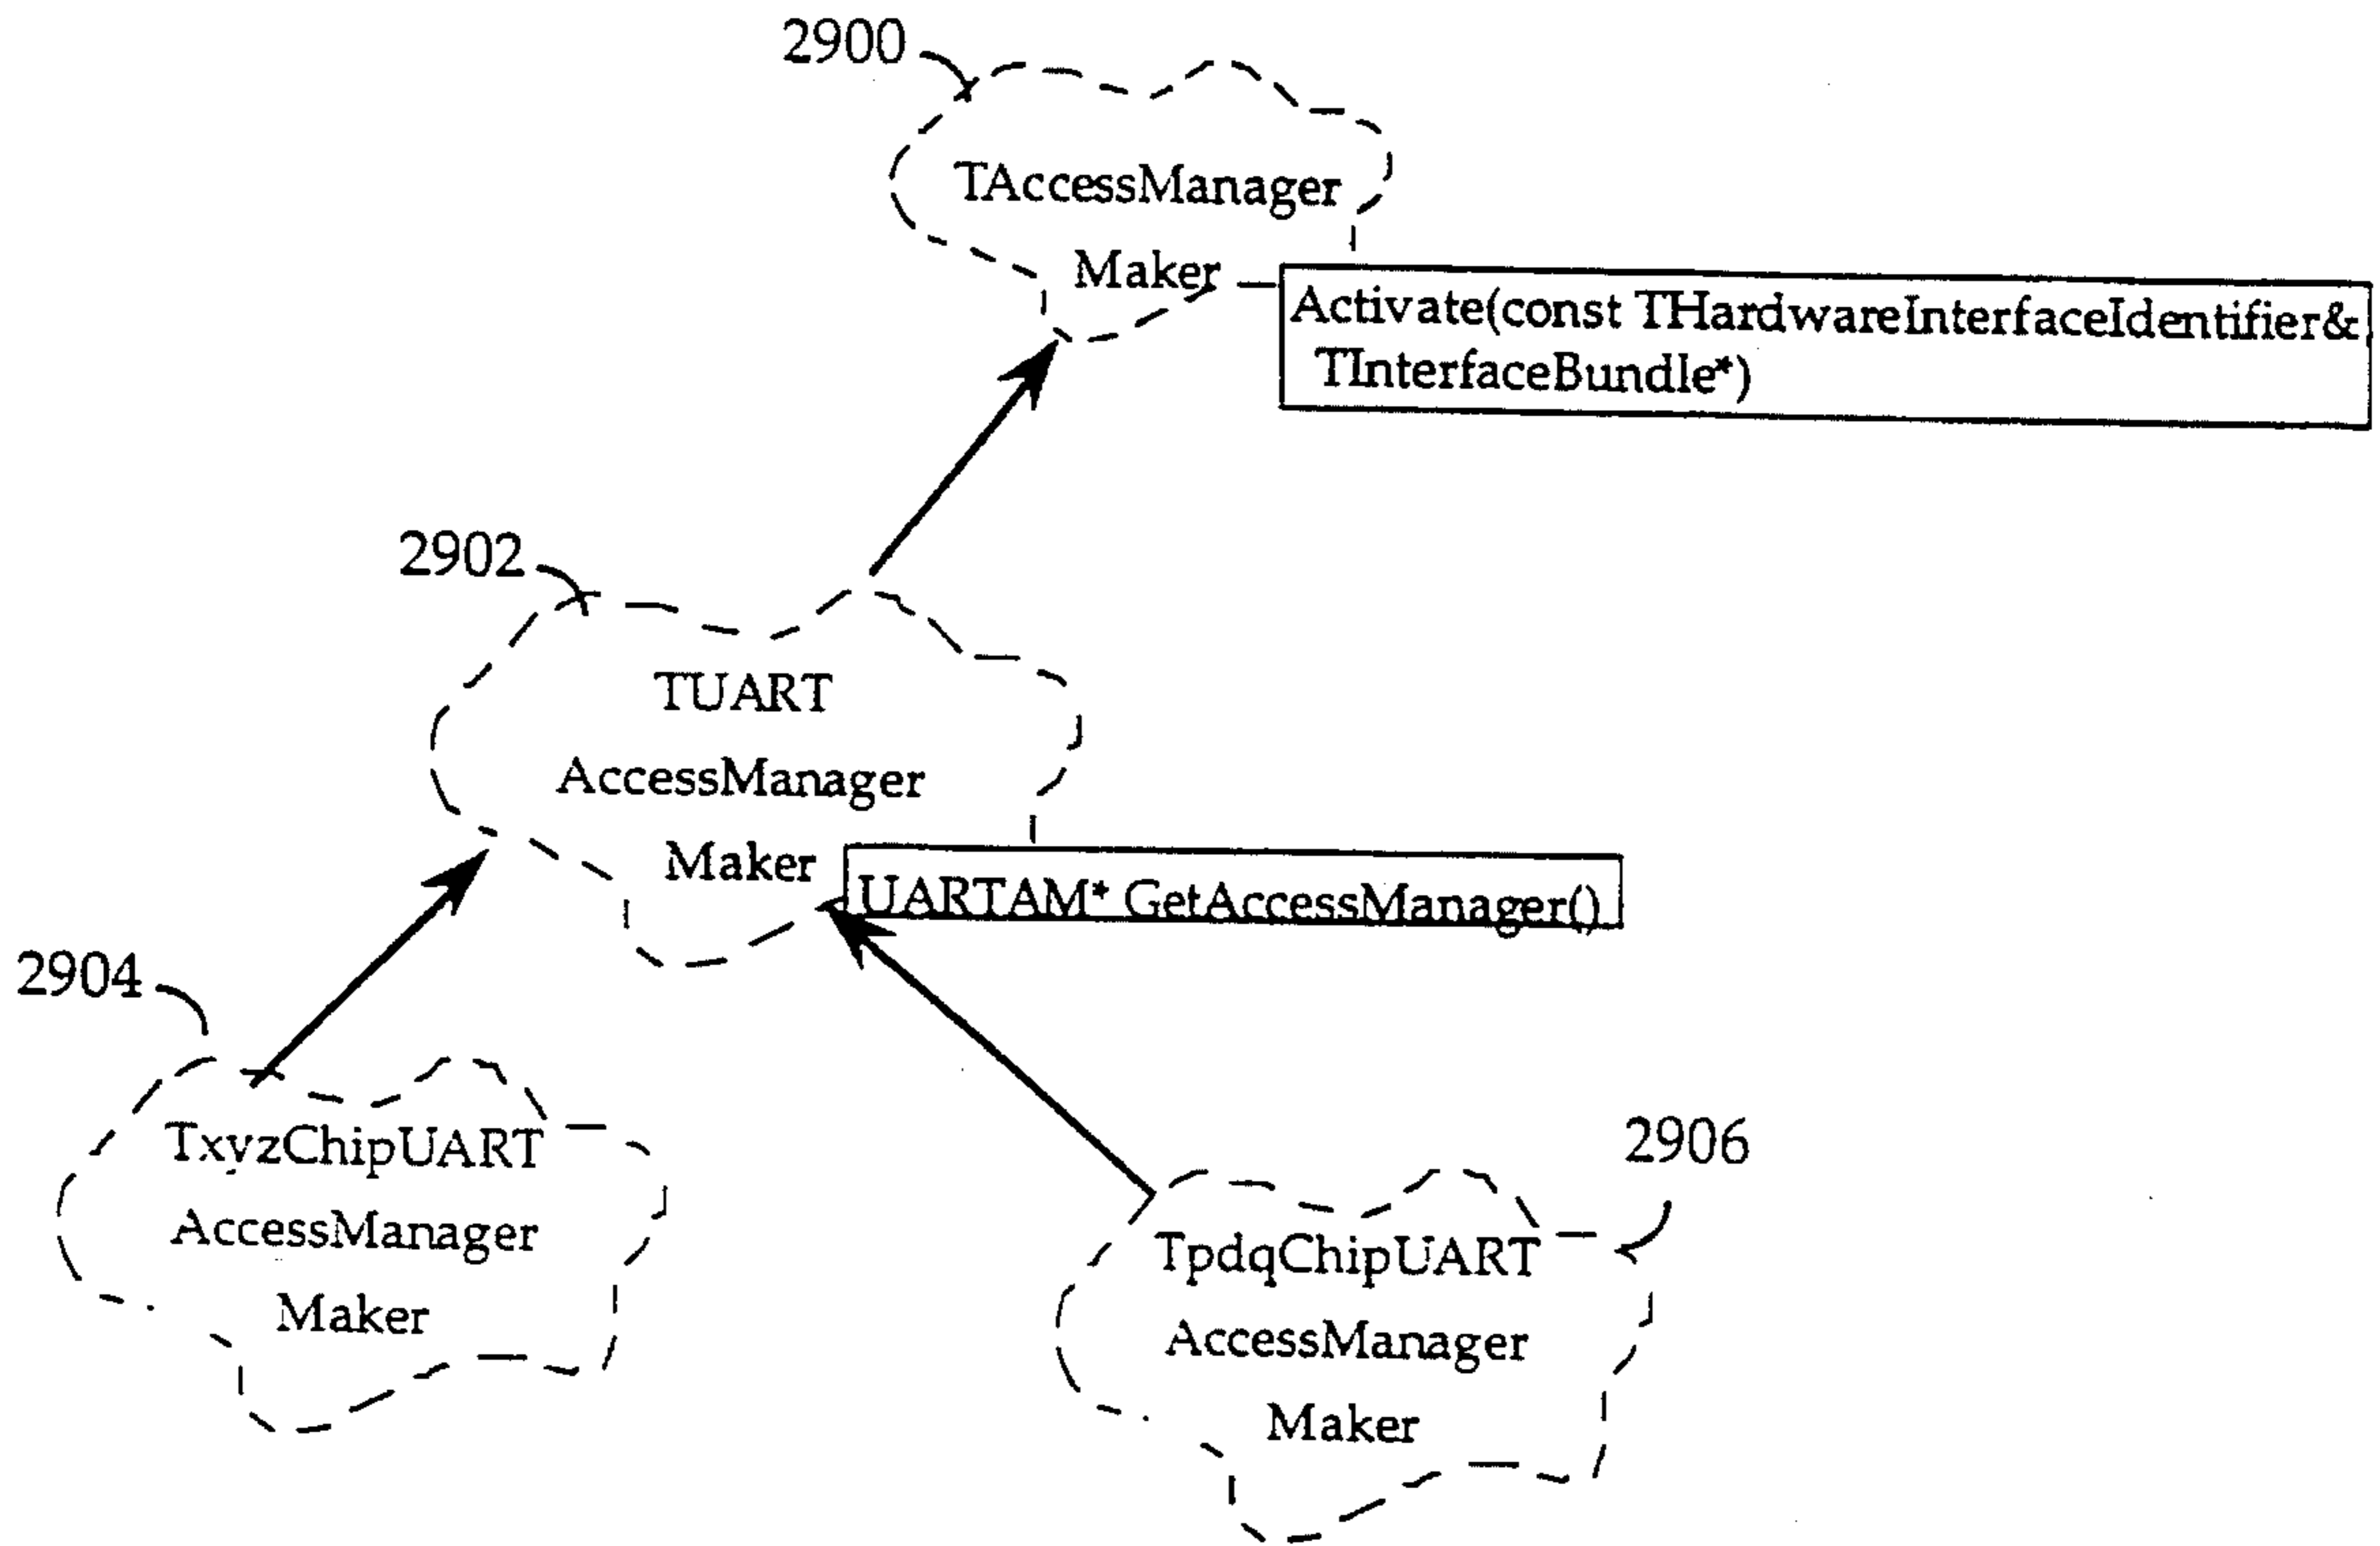 2900
TAccessManager
Maker
Activate(const THardwareInterfaceIdentifier&
TInterfaceBundle*)
2902
TUART
AccessManager
Maker
UARTAM* GetAccessManager()
2904
TxyzChipUART
AccessManager
Maker
2906
TpdqChipUART
AccessManager
Maker